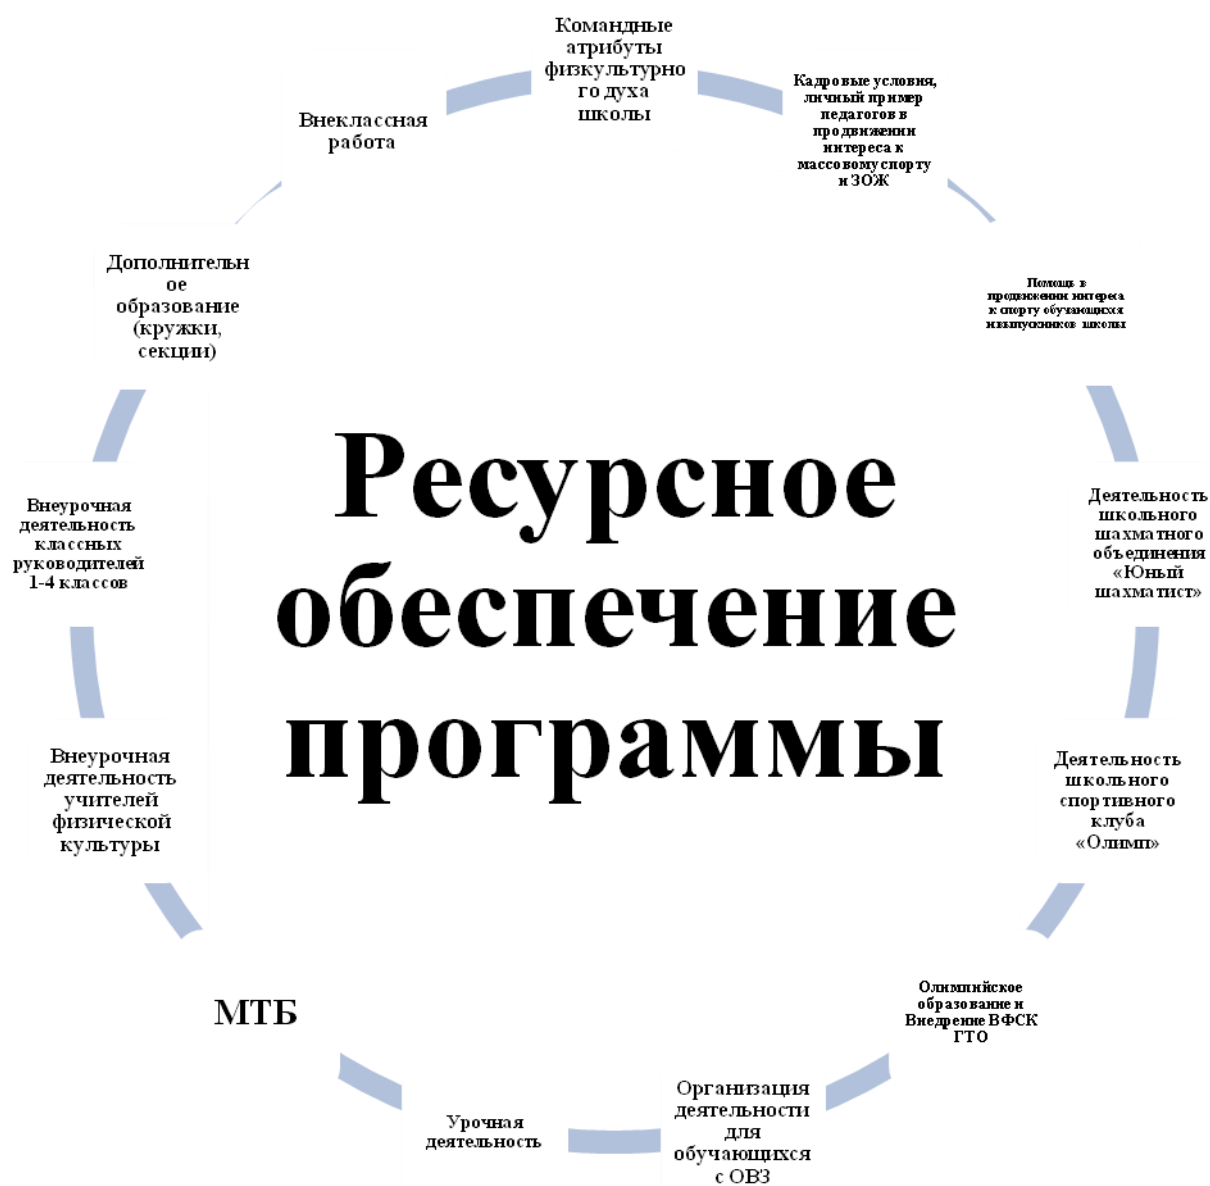 Командные
атрибуты
физкультурно
го духа
школы
Кадровые условия,
личный пример
педагогов в
продвижении
интереса к
массовому спорту
и ЗОЖ
Помощь в
продвижении интереса
к спорту обучающихся
и выпускников школы
Деятельность
школьного
шахматного
объединения
«Юный
шахматист»
Деятельность
школьного
спортивного
клуба
«Олимп»
Олимпийское
образование и
Внедрение ВФСК
ГТО
Организация
деятельности
для
обучающихся
с ОВЗ
Урочная
деятельность
МТБ
Внеурочная
деятельность
учителей
физической
культуры
Внеурочная
деятельность
классных
руководителей
1-4 классов
Дополнительн
ое
образование
(кружки,
секции)
Внеклассная
работа
Ресурсное
обеспечение
программы